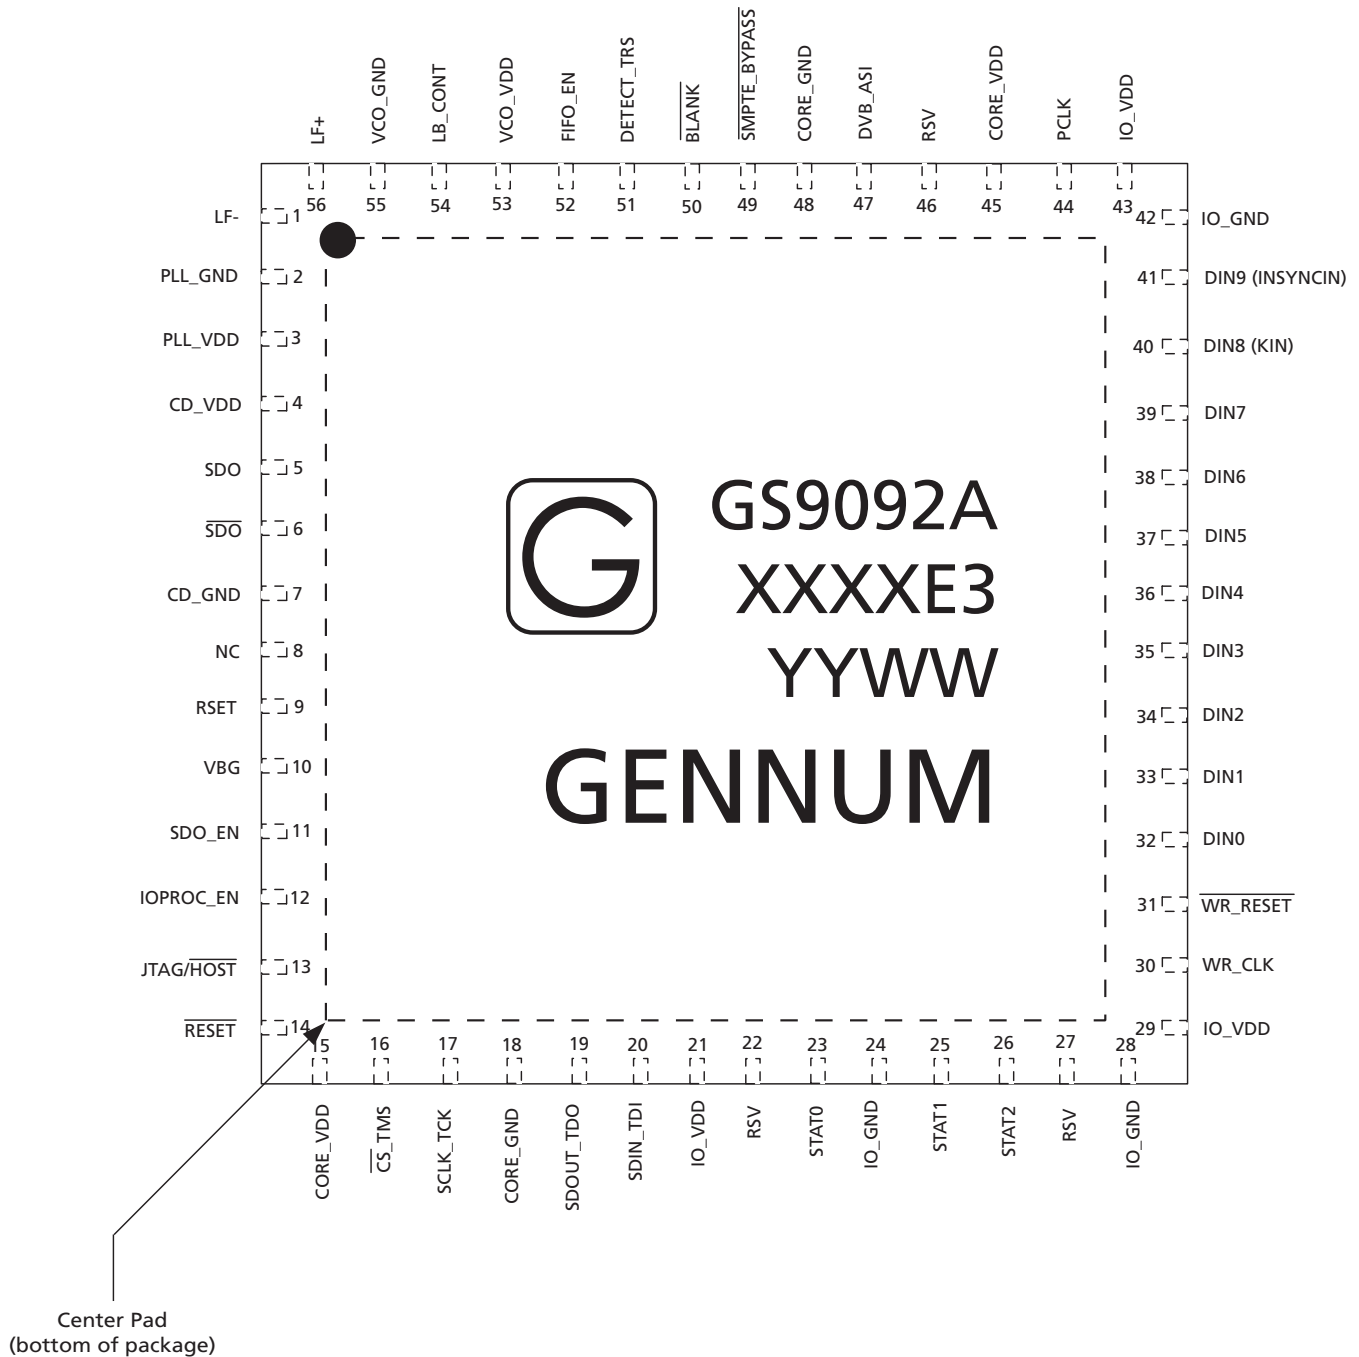 LF+
VCO_GND
LB_CONT
VCO_VDD
FIFO_EN
DETECT_TRS
BLANK
SMPTE_BYPASS
CORE_GND
DVB_ASI
RSV
CORE_VDD
PCLK
IO_VDD
56 55 54 53 52 51 50 49 48 47 46 45 44 43
LF- 1
PLL_GND 2
PLL_VDD 3
CD_VDD 4
SDO 5
SDO 6
CD_GND 7
NC 8
RSET 9
VBG 10
SDO_EN 11
IOPROC_EN 12
JTAG/HOST 13
RESET 14
G
GS9092A
XXXXE3
YYWW
GENNUM
42 IO_GND
41 DIN9 (INSYNCIN)
40 DIN8 (KIN)
39 DIN7
38 DIN6
37 DIN5
36 DIN4
35 DIN3
34 DIN2
33 DIN1
32 DIN0
31 WR_RESET
30 WR_CLK
29 IO_VDD
15 16 17 18 19 20 21 22 23 24 25 26 27 28
CORE_VDD
CS_TMS
SCLK_TCK
CORE_GND
SDOUT_TDO
SDIN_TDI
IO_VDD
RSV
STAT0
IO_GND
STAT1
STAT2
RSV
IO_GND
Center Pad
(bottom of package)